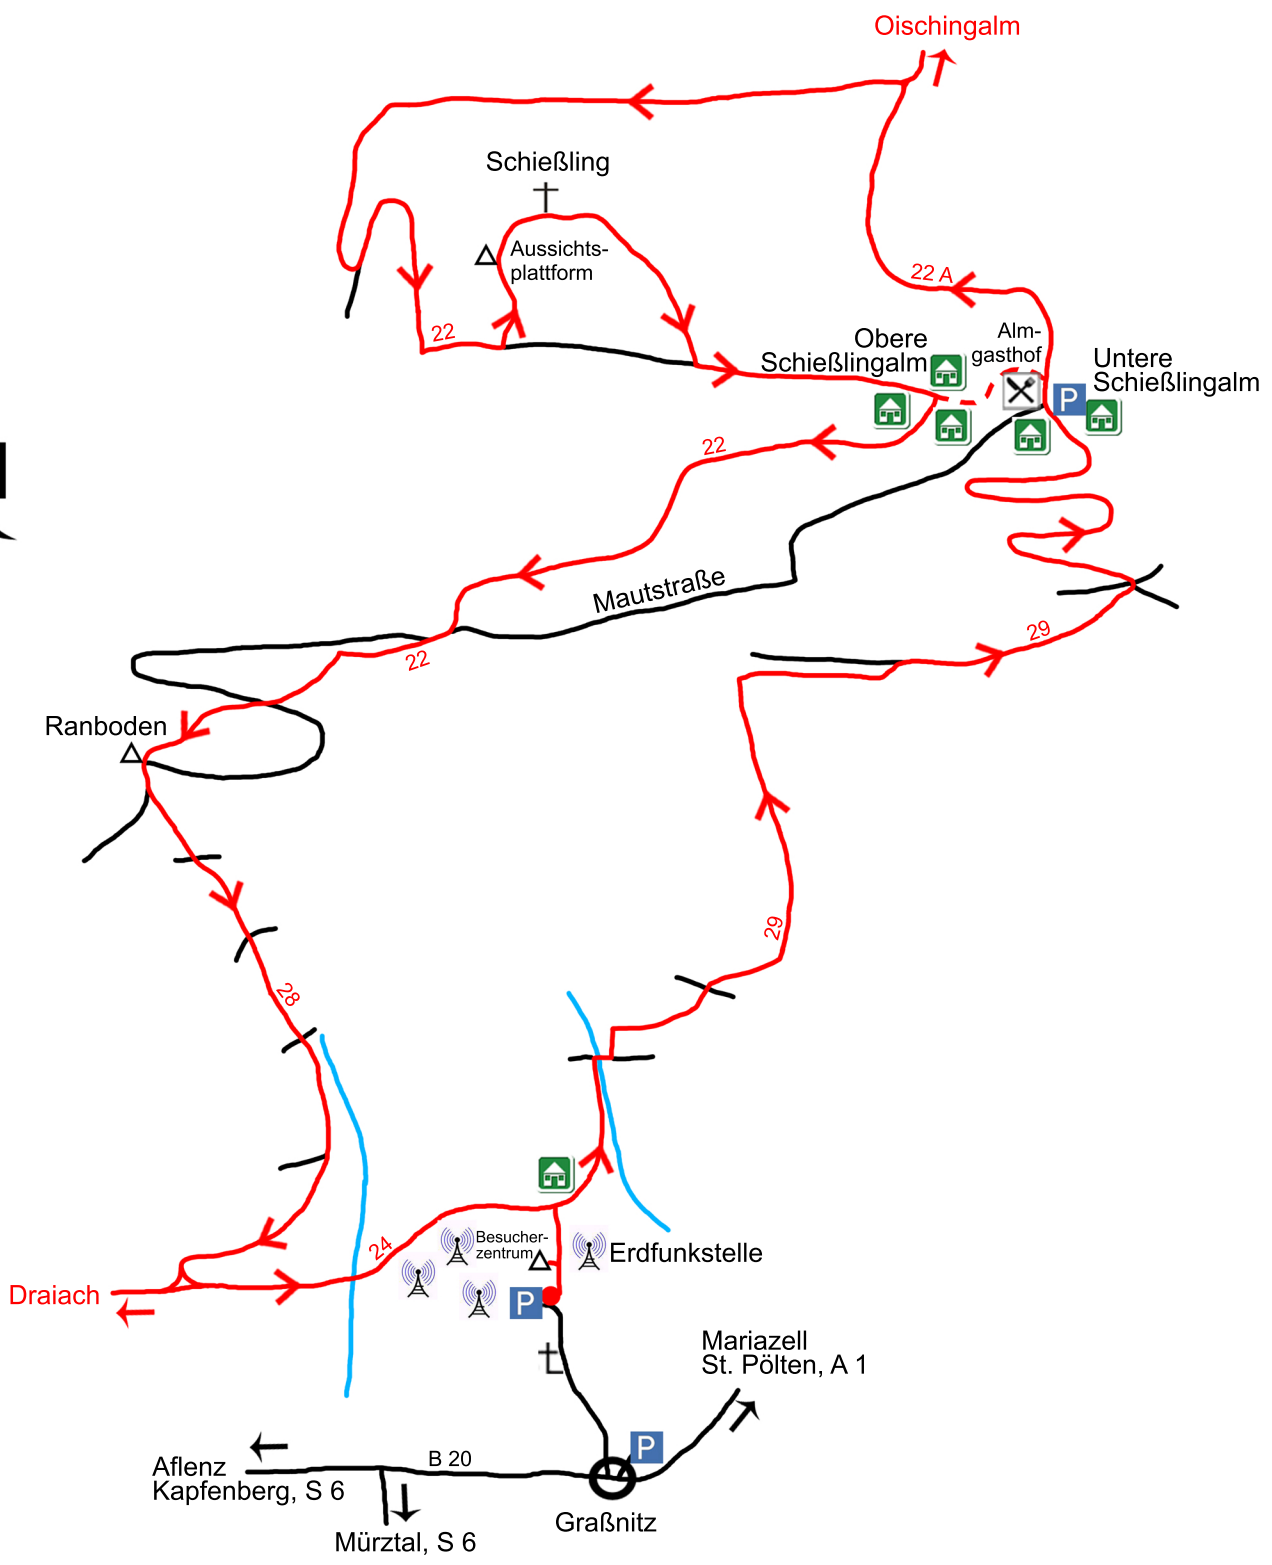 Oischingalm
Schießling
Aussichts-
plattform
22 A
22
Alm-
gasthof
Obere
Schießlingalm
Untere
Schießlingalm
P
22
Mautstraße
29
22
Ranboden
29
28
24
Besucher-
zentrum
Erdfunkstelle
Draiach
P
Mariazell
St. Pölten, A 1
P
B 20
Aflenz
Kapfenberg, S 6
Graßnitz
Mürztal, S 6